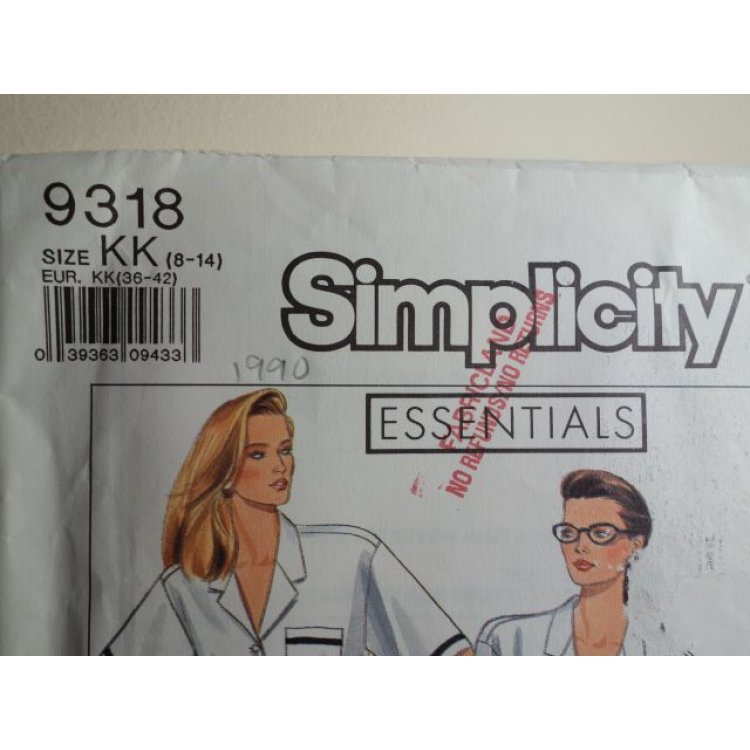 9318
SIZE KK (8-14)
EUR. KK(36-42)
0 39363 09433
1990
Simplicity
ESSENTIALS
FABRICLAND
NO REFUNDS/NO RETURNS